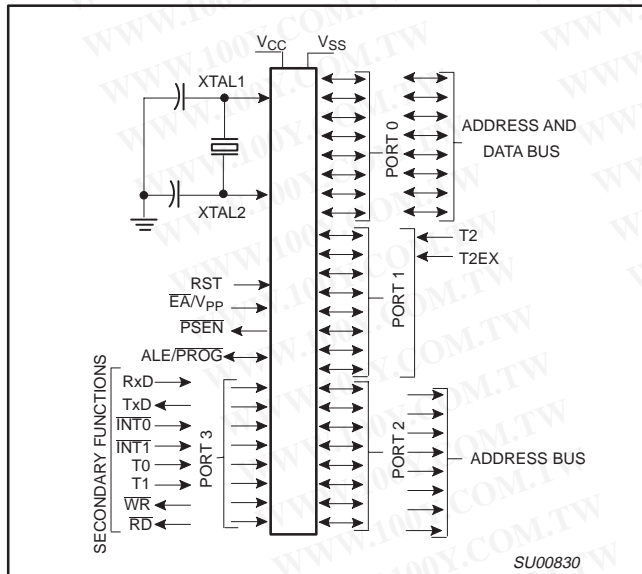 VCC VSS
XTAL1
XTAL2
PORT 0
ADDRESS AND
DATA BUS
T2
T2EX
PORT 1
RST
EA/VPP
PSEN
ALE/PROG
SECONDARY FUNCTIONS
RxD
TxD
INT0
INT1
T0
T1
WR
RD
PORT 3
PORT 2
ADDRESS BUS
SU00830
WWW.100Y.COM.TW